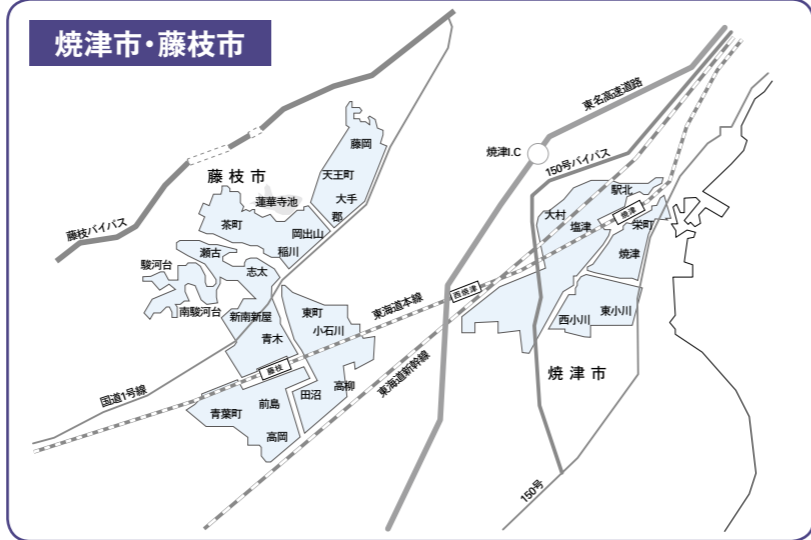 焼津市・藤枝市
東名高速道路
焼津I.C
150号バイパス
藤岡
天王町
大手
郡
藤枝市
蓮華寺池
茶町
岡出山
稲川
藤枝バイパス
瀬古
志太
駿河台
南駿河台
新南新屋
青木
東町
小石川
東海道本線
西焼津
東海道新幹線
国道1号線
藤枝
青葉町
前島
高岡
田沼
高柳
駅北
大村
塩津
焼津
栄町
焼津
東小川
西小川
焼津市
150号